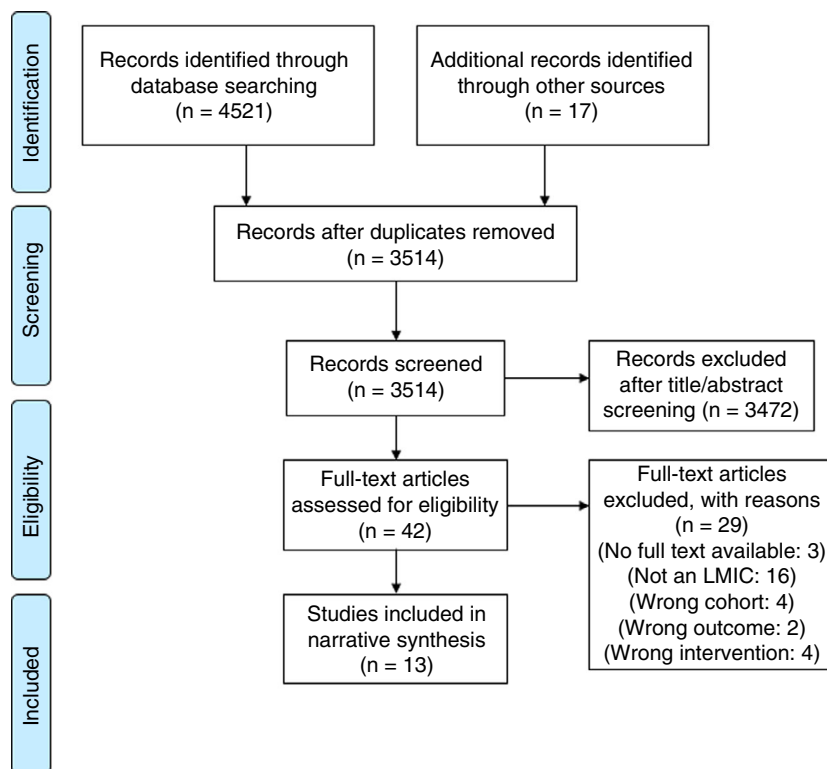 Identification
Records identified through
database searching
(n = 4521)
Additional records identified
through other sources
(n = 17)
Screening
Records after duplicates removed
(n = 3514)
Records screened
(n = 3514)
Records excluded
after title/abstract
screening (n = 3472)
Eligibility
Full-text articles
assessed for eligibility
(n = 42)
Full-text articles
excluded, with reasons
(n = 29)
(No full text available: 3)
(Not an LMIC: 16)
(Wrong cohort: 4)
(Wrong outcome: 2)
(Wrong intervention: 4)
Included
Studies included in
narrative synthesis
(n = 13)